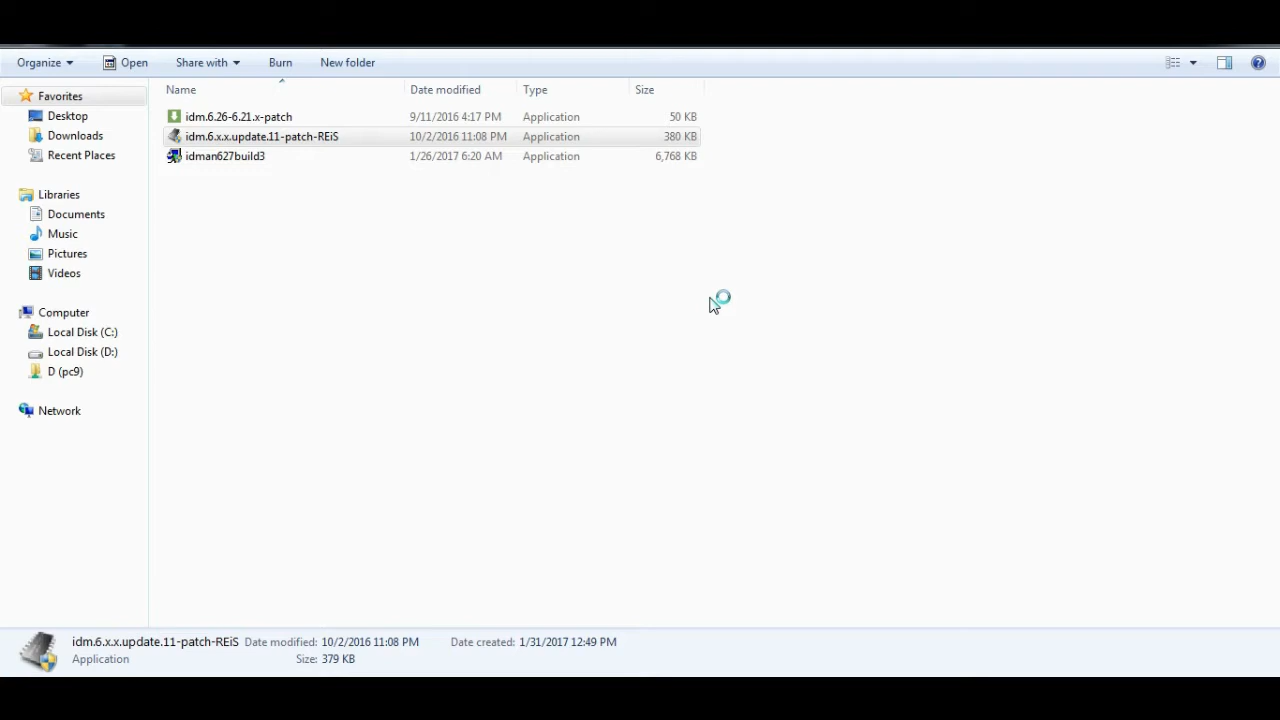 Organize Open Share with Burn New folder
Name Date modified Type Size
Favorites
Desktop
Downloads
Recent Places
Libraries
Documents
Music
Pictures
Videos
Computer
Local Disk (C:)
Local Disk (D:)
D (pc9)
Network
idm.6.26-6.21.x-patch 9/11/2016 4:17 PM Application 50 KB
idm.6.x.x.update.11-patch-REiS 10/2/2016 11:08 PM Application 380 KB
idman627build3 1/26/2017 6:20 AM Application 6,768 KB
idm.6.x.x.update.11-patch-REiS Date modified: 10/2/2016 11:08 PM Date created: 1/31/2017 12:49 PM
Application Size: 379 KB